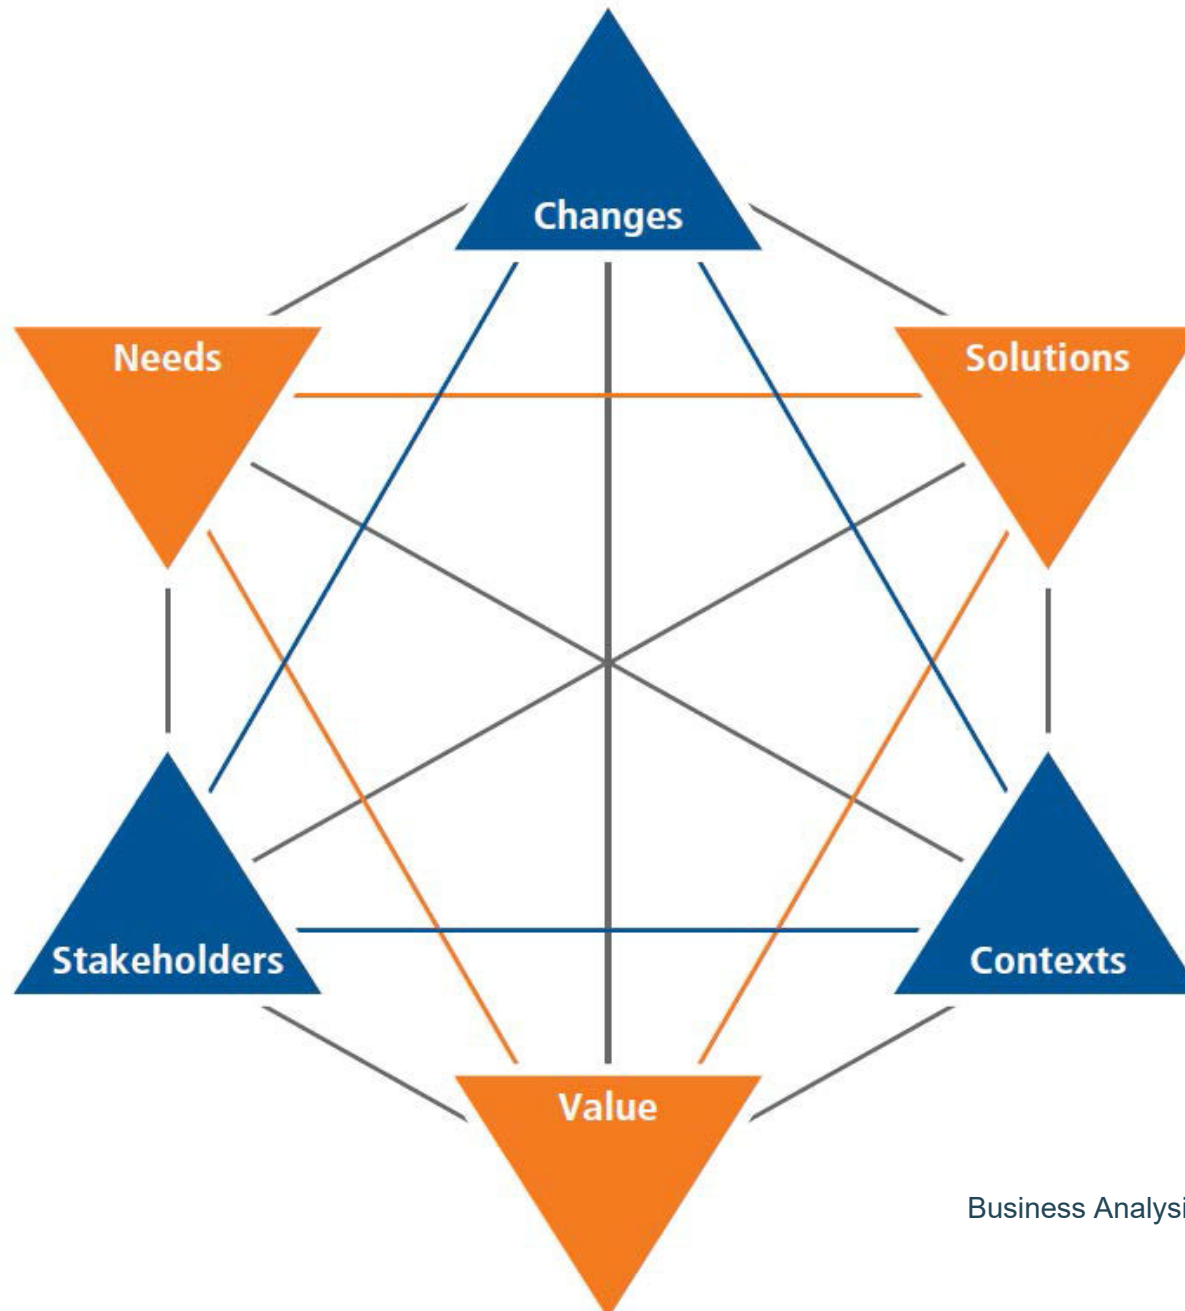 Changes
Needs
Solutions
Stakeholders
Contexts
Value
Business Analysi